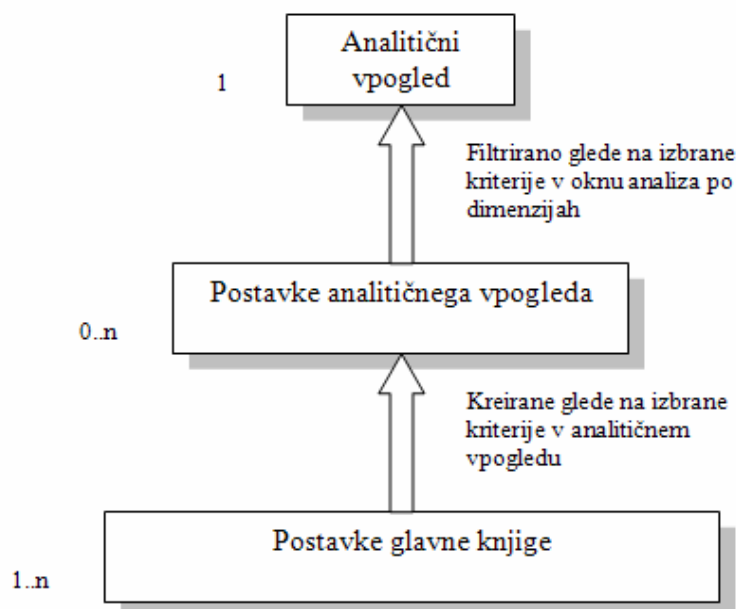 Analitični
vpogled
1
Filtrirano glede na izbrane
kriterije v oknu analiza po
dimenzijah
Postavke analitičnega vpogleda
0..n
Kreirane glede na izbrane
kriterije v analitičnem
vpogledu
Postavke glavne knjige
1..n